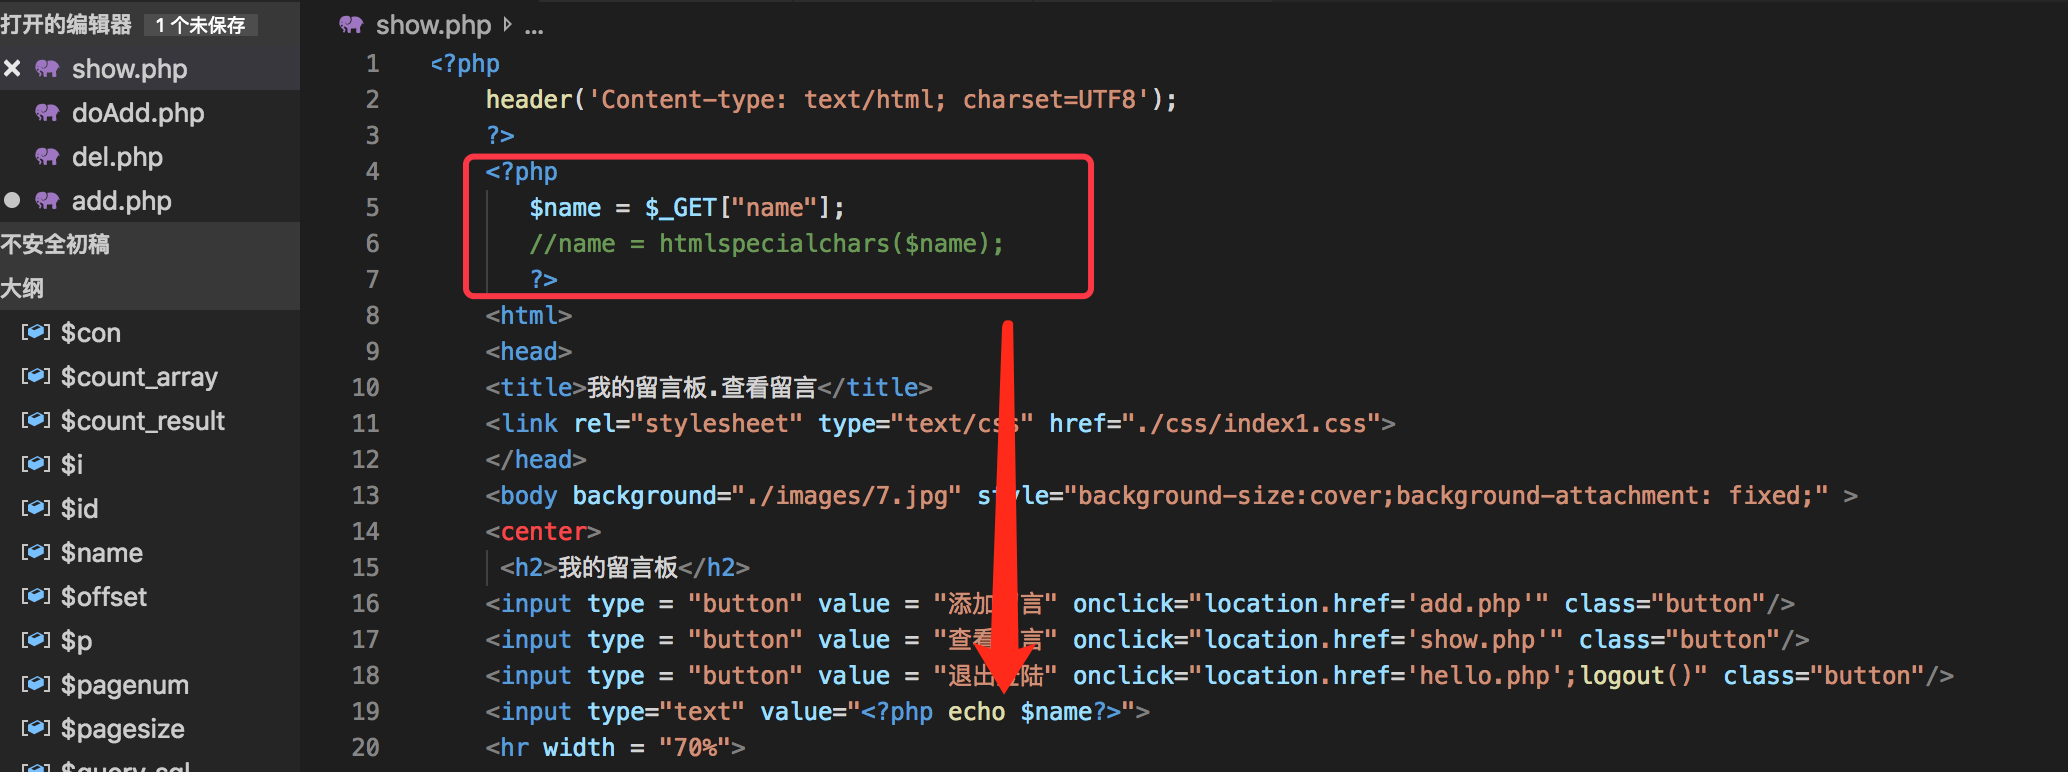 打开的编辑器 1 个未保存
show.php
doAdd.php
del.php
add.php
不安全初稿
大纲
$con
$count_array
$count_result
$i
$id
$name
$offset
$p
$pagenum
$pagesize
$query_sql
show.php › ...
1 <?php
2 header('Content-type: text/html; charset=UTF8');
3 ?>
4 <?php
5 $name = $_GET["name"];
6 //name = htmlspecialchars($name);
7 ?>
8 <html>
9 <head>
10 <title>我的留言板.查看留言</title>
11 <link rel="stylesheet" type="text/css" href="./css/index1.css">
12 </head>
13 <body background="./images/7.jpg" style="background-size:cover;background-attachment: fixed;" >
14 <center>
15 <h2>我的留言板</h2>
16 <input type = "button" value = "添加留言" onclick="location.href='add.php'" class="button"/>
17 <input type = "button" value = "查看留言" onclick="location.href='show.php'" class="button"/>
18 <input type = "button" value = "退出登陆" onclick="location.href='hello.php';logout()" class="button"/>
19 <input type="text" value="<?php echo $name?>">
20 <hr width = "70%">